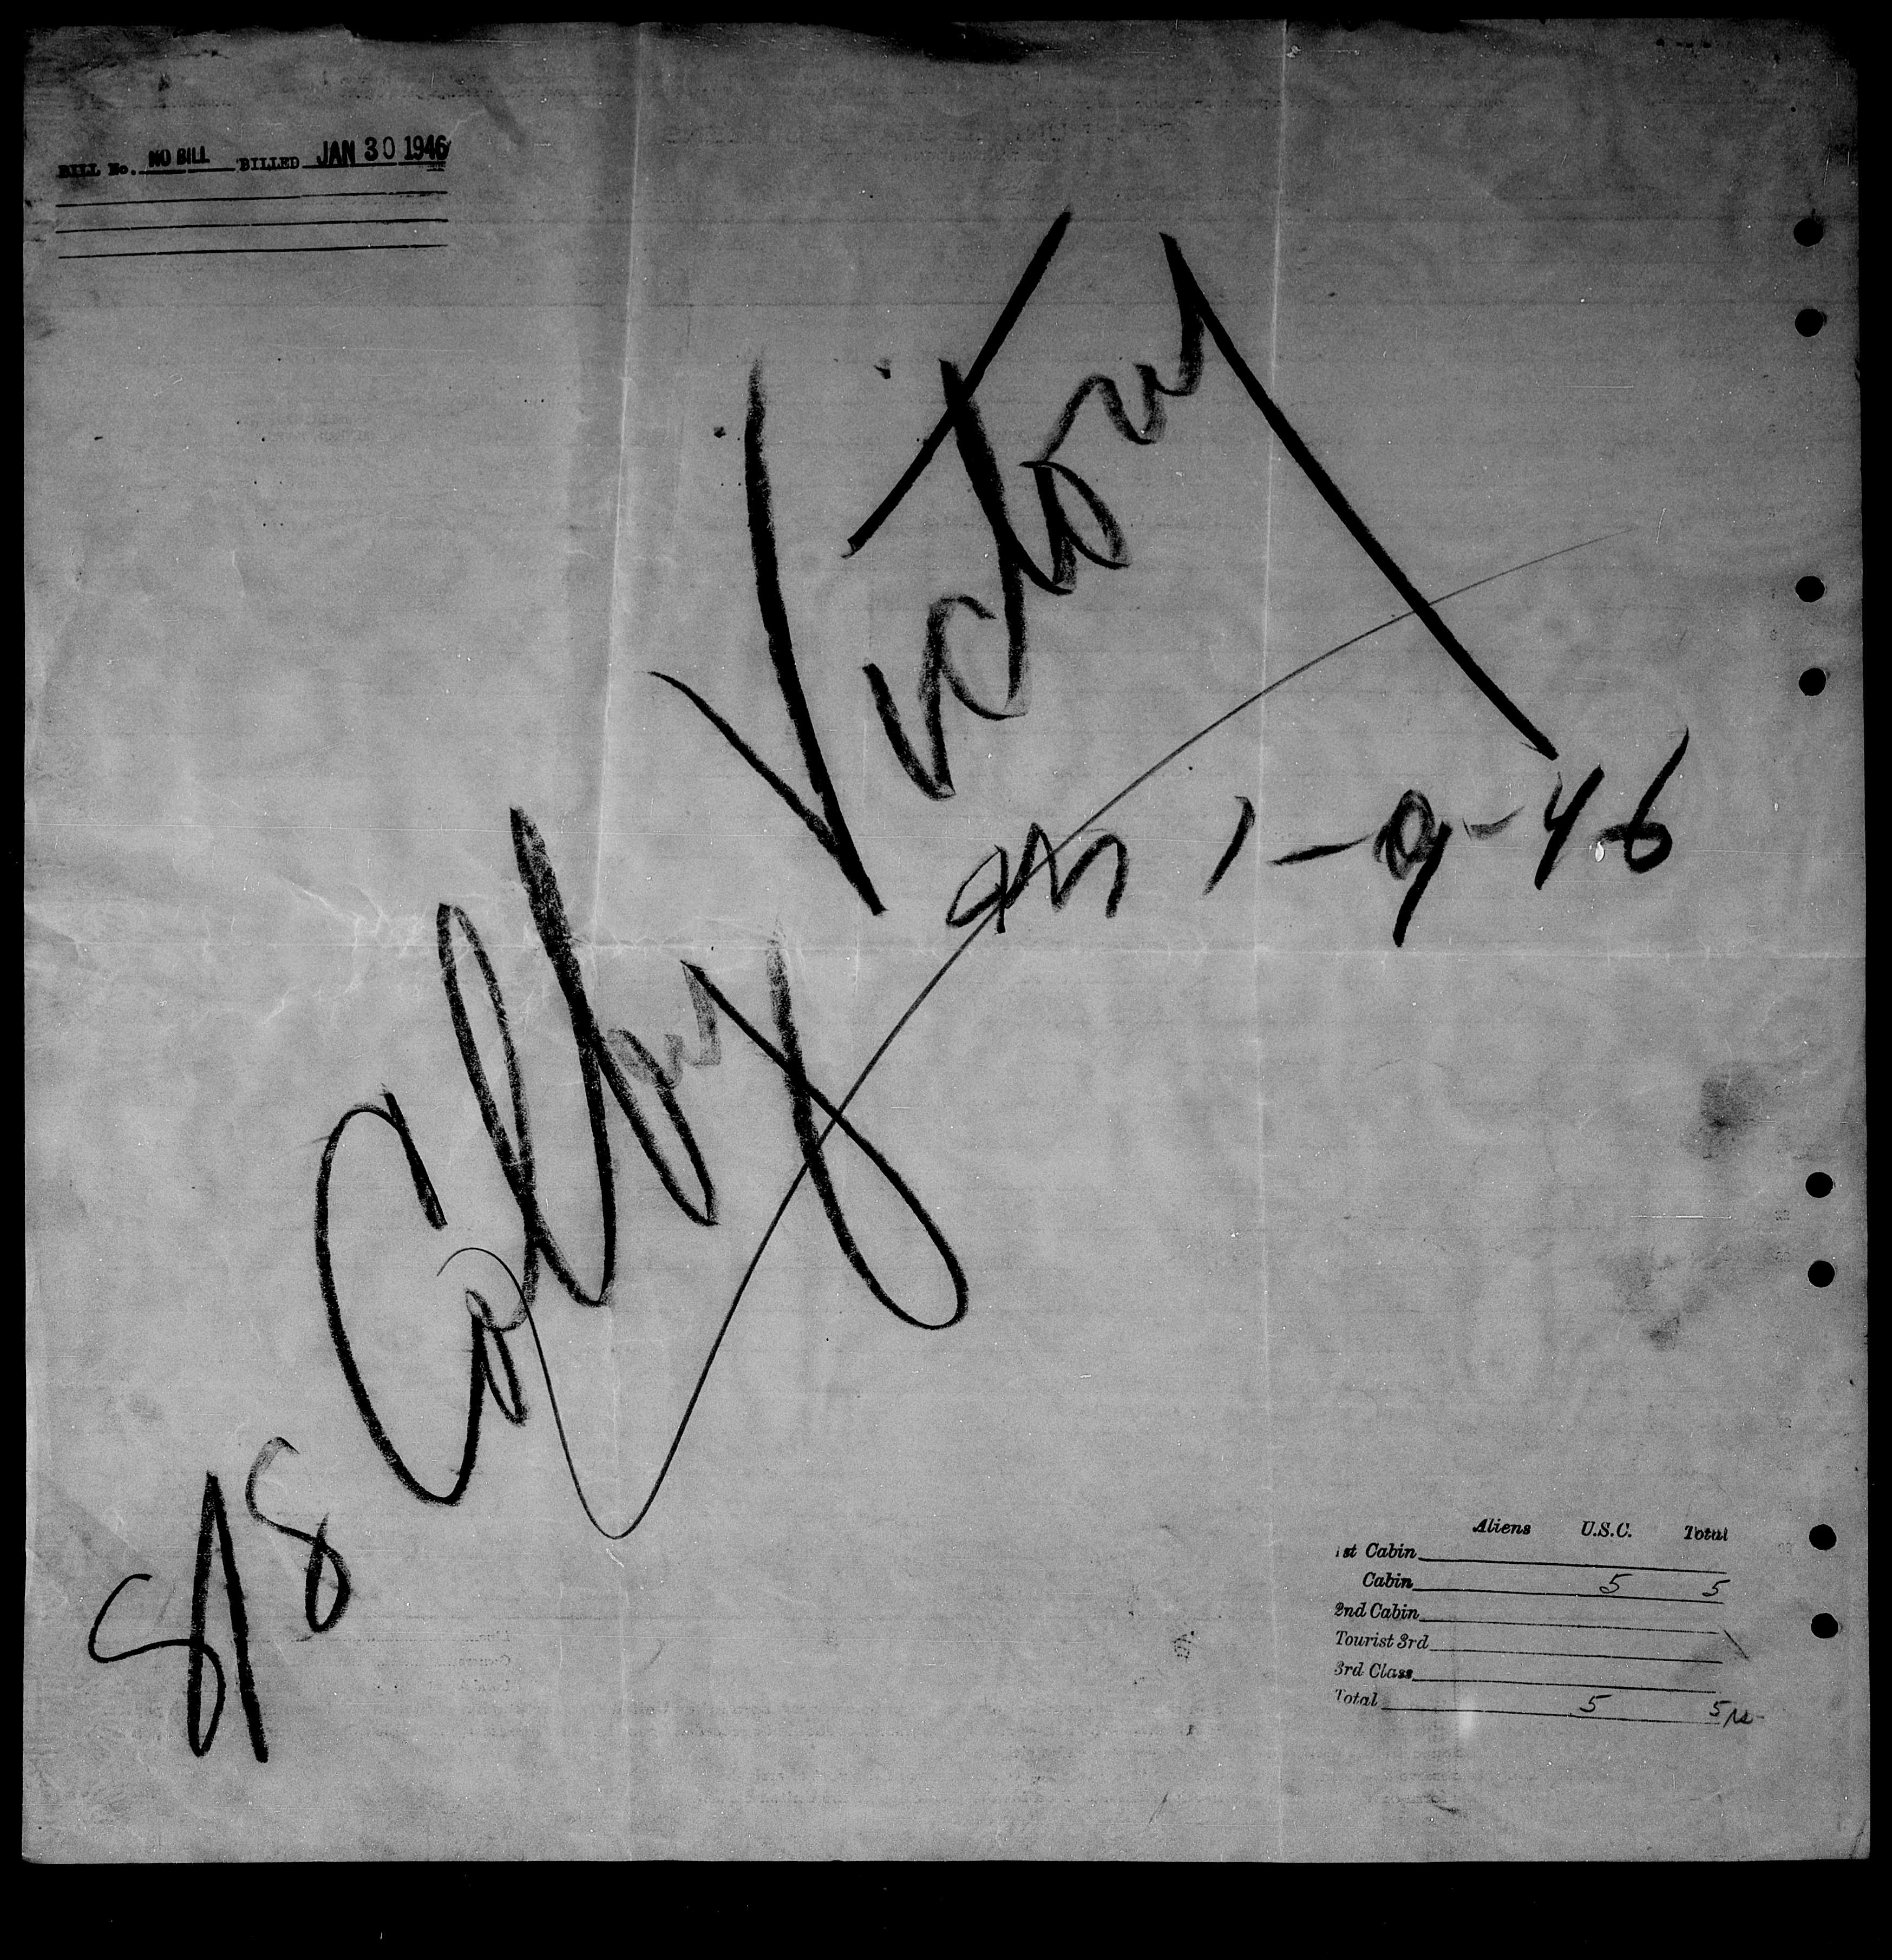 BILL No. NO BILL BILLED JAN 30 1946
S/S Colby Victory
arr 1-9-46
Aliens U.S.C. Total
1st Cabin
Cabin 5 5
2nd Cabin
Tourist 3rd
3rd Class
Total 5 5